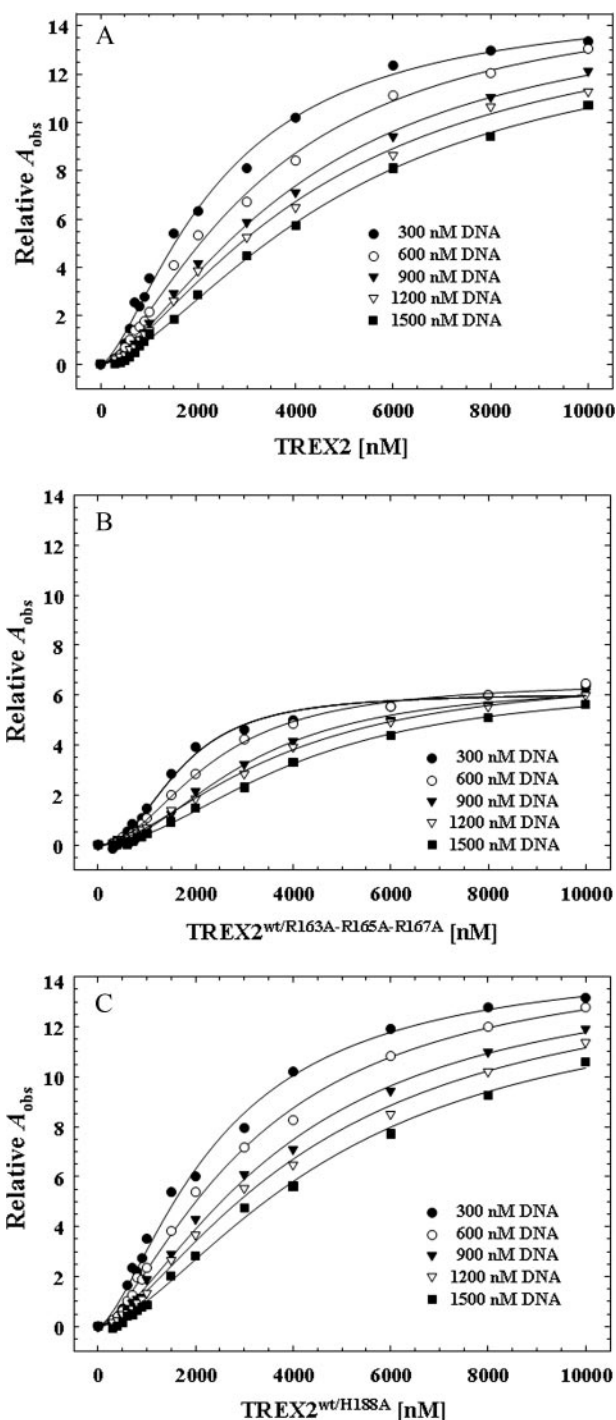 A
14
12
10
8
6
4
2
0
Relative Aobs
300 nM DNA
600 nM DNA
900 nM DNA
1200 nM DNA
1500 nM DNA
0 2000 4000 6000 8000 10000
TREX2 [nM]
B
14
12
10
8
6
4
2
0
Relative Aobs
300 nM DNA
600 nM DNA
900 nM DNA
1200 nM DNA
1500 nM DNA
0 2000 4000 6000 8000 10000
TREX2wt/R163A-R165A-R167A [nM]
C
14
12
10
8
6
4
2
0
Relative Aobs
300 nM DNA
600 nM DNA
900 nM DNA
1200 nM DNA
1500 nM DNA
0 2000 4000 6000 8000 10000
TREX2wt/H188A [nM]